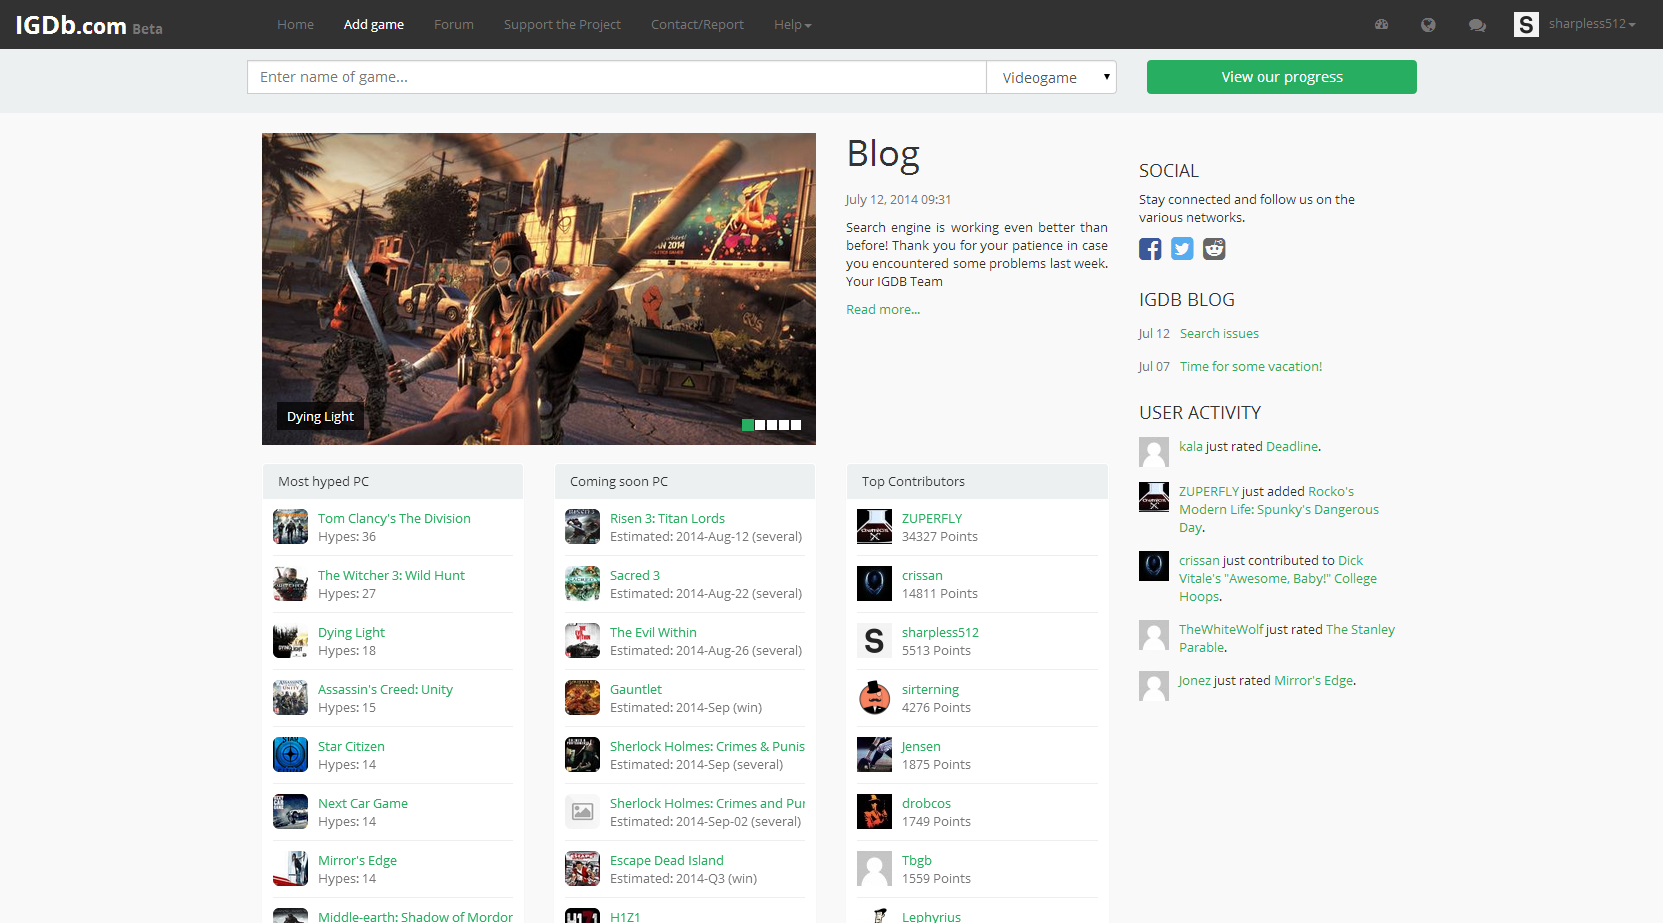 IGDb.com Beta
Home Add game Forum Support the Project Contact/Report Help
S sharpless512
Enter name of game...
Videogame
View our progress
Dying Light
Blog
July 12, 2014 09:31
Search engine is working even better than
before! Thank you for your patience in case
you encountered some problems last week.
Your IGDB Team
Read more...
SOCIAL
Stay connected and follow us on the
various networks.
IGDB BLOG
Jul 12 Search issues
Jul 07 Time for some vacation!
USER ACTIVITY
kala just rated Deadline.
ZUPERFLY just added Rocko's
Modern Life: Spunky's Dangerous
Day.
crissan just contributed to Dick
Vitale's "Awesome, Baby!" College
Hoops.
TheWhiteWolf just rated The Stanley
Parable.
Jonez just rated Mirror's Edge.
Most hyped PC
Tom Clancy's The Division
Hypes: 36
The Witcher 3: Wild Hunt
Hypes: 27
Dying Light
Hypes: 18
Assassin's Creed: Unity
Hypes: 15
Star Citizen
Hypes: 14
Next Car Game
Hypes: 14
Mirror's Edge
Hypes: 14
Middle-earth: Shadow of Mordor
Coming soon PC
Risen 3: Titan Lords
Estimated: 2014-Aug-12 (several)
Sacred 3
Estimated: 2014-Aug-22 (several)
The Evil Within
Estimated: 2014-Aug-26 (several)
Gauntlet
Estimated: 2014-Sep (win)
Sherlock Holmes: Crimes & Punis
Estimated: 2014-Sep (several)
Sherlock Holmes: Crimes and Pu
Estimated: 2014-Sep-02 (several)
Escape Dead Island
Estimated: 2014-Q3 (win)
H1Z1
Top Contributors
ZUPERFLY
34327 Points
crissan
14811 Points
S
sharpless512
5513 Points
sirterning
4276 Points
Jensen
1875 Points
drobcos
1749 Points
Tbgb
1559 Points
Lephyrius